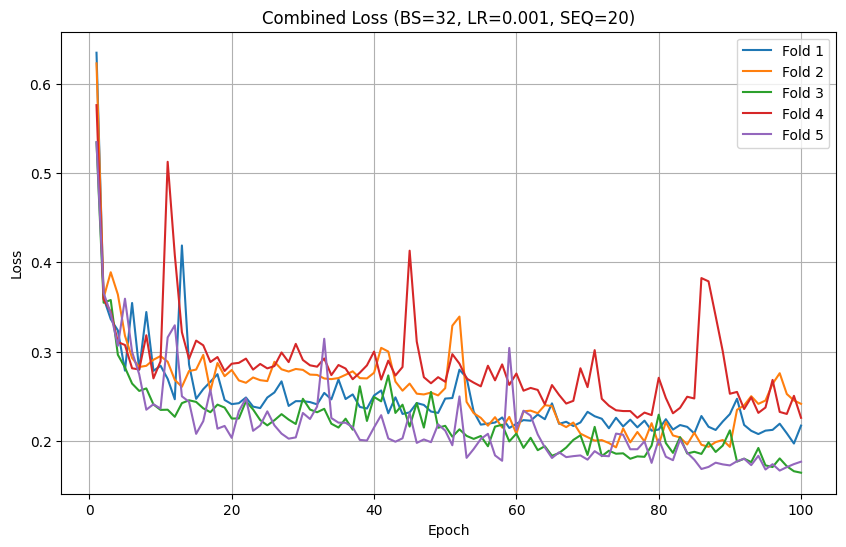 Combined Loss (BS=32, LR=0.001, SEQ=20)
Fold 1
Fold 2
Fold 3
Fold 4
Fold 5
Loss
0.6
0.5
0.4
0.3
0.2
0
20
40
60
80
100
Epoch